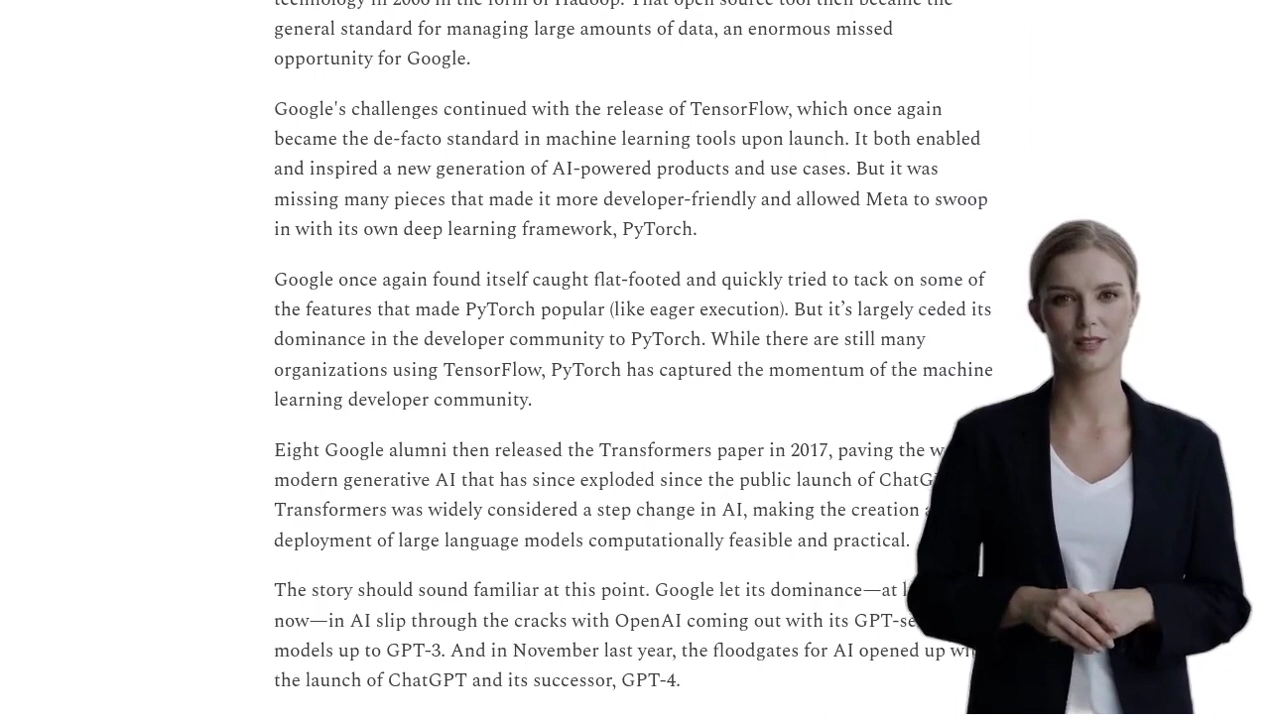 technology in 2006 in the form of Hadoop. That open source tool then became the
general standard for managing large amounts of data, an enormous missed
opportunity for Google.
Google's challenges continued with the release of TensorFlow, which once again
became the de-facto standard in machine learning tools upon launch. It both enabled
and inspired a new generation of AI-powered products and use cases. But it was
missing many pieces that made it more developer-friendly and allowed Meta to swoop
in with its own deep learning framework, PyTorch.
Google once again found itself caught flat-footed and quickly tried to tack on some of
the features that made PyTorch popular (like eager execution). But it’s largely ceded its
dominance in the developer community to PyTorch. While there are still many
organizations using TensorFlow, PyTorch has captured the momentum of the machine
learning developer community.
Eight Google alumni then released the Transformers paper in 2017, paving the
modern generative AI that has since exploded since the public launch of
Transformers was widely considered a step change in AI, making the creation
deployment of large language models computationally feasible and practical.
The story should sound familiar at this point. Google let its dominance—at
now—in AI slip through the cracks with OpenAI coming out with its
models up to GPT-3. And in November last year, the floodgates for AI opened up
the launch of ChatGPT and its successor, GPT-4.